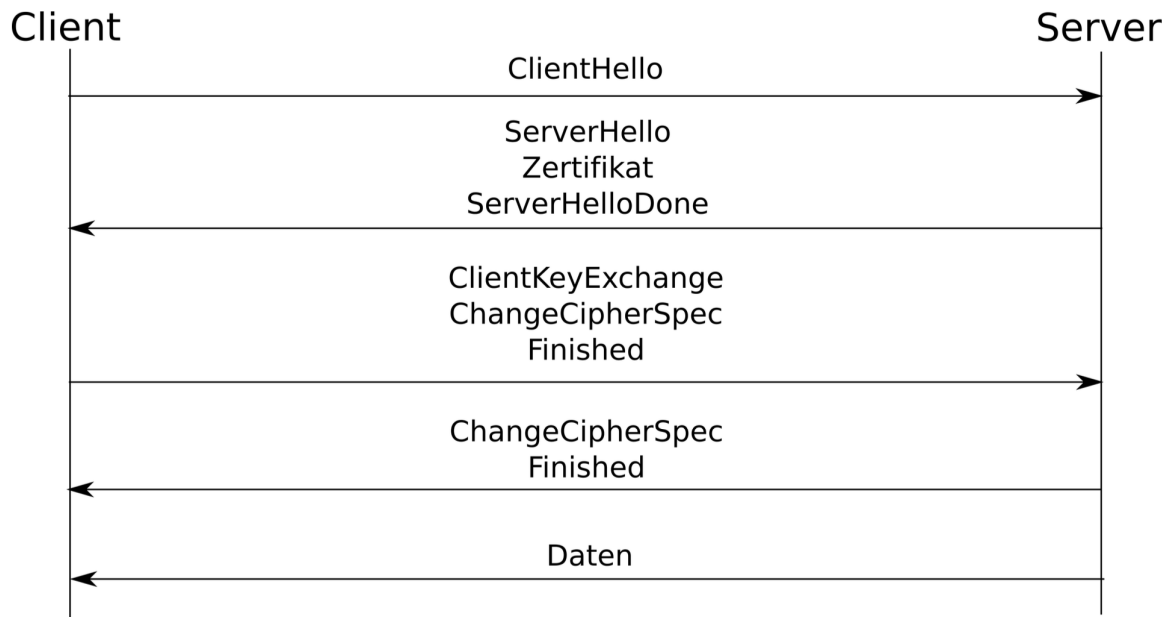 Client
Server
ClientHello
ServerHello
Zertifikat
ServerHelloDone
ClientKeyExchange
ChangeCipherSpec
Finished
ChangeCipherSpec
Finished
Daten